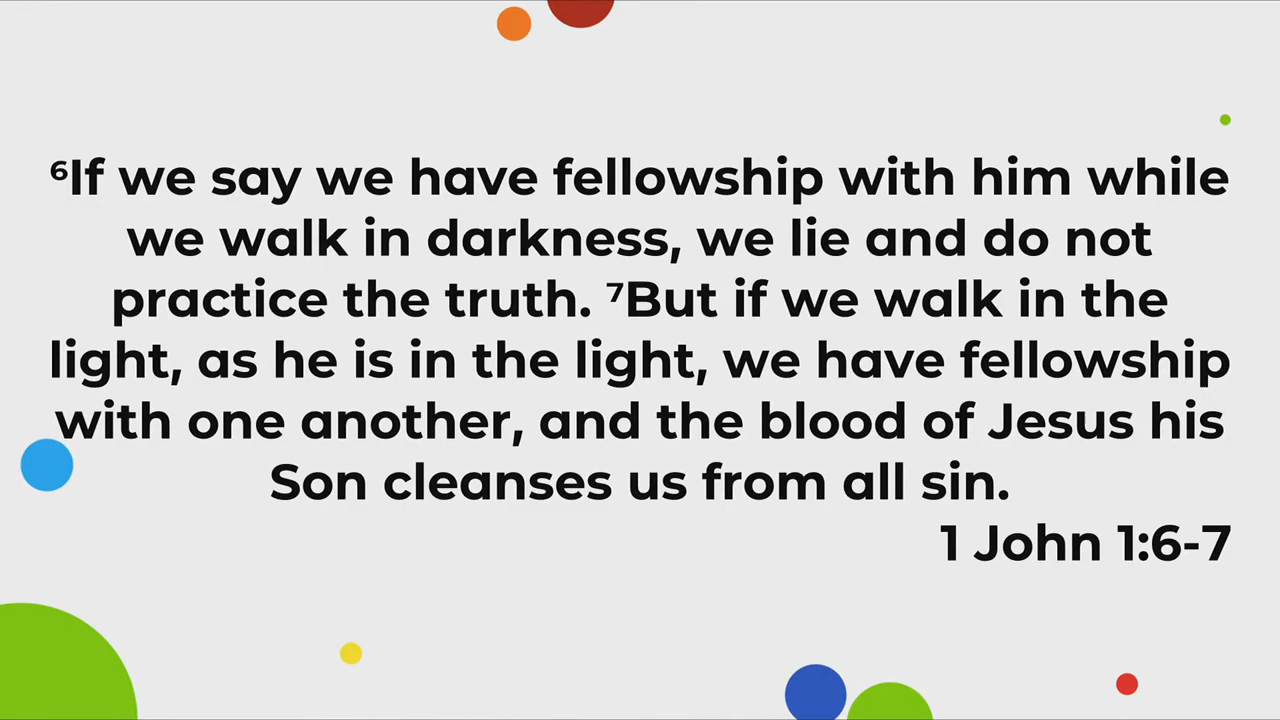 ⁶If we say we have fellowship with him while
we walk in darkness, we lie and do not
practice the truth. ⁷But if we walk in the
light, as he is in the light, we have fellowship
with one another, and the blood of Jesus his
Son cleanses us from all sin.
1 John 1:6-7